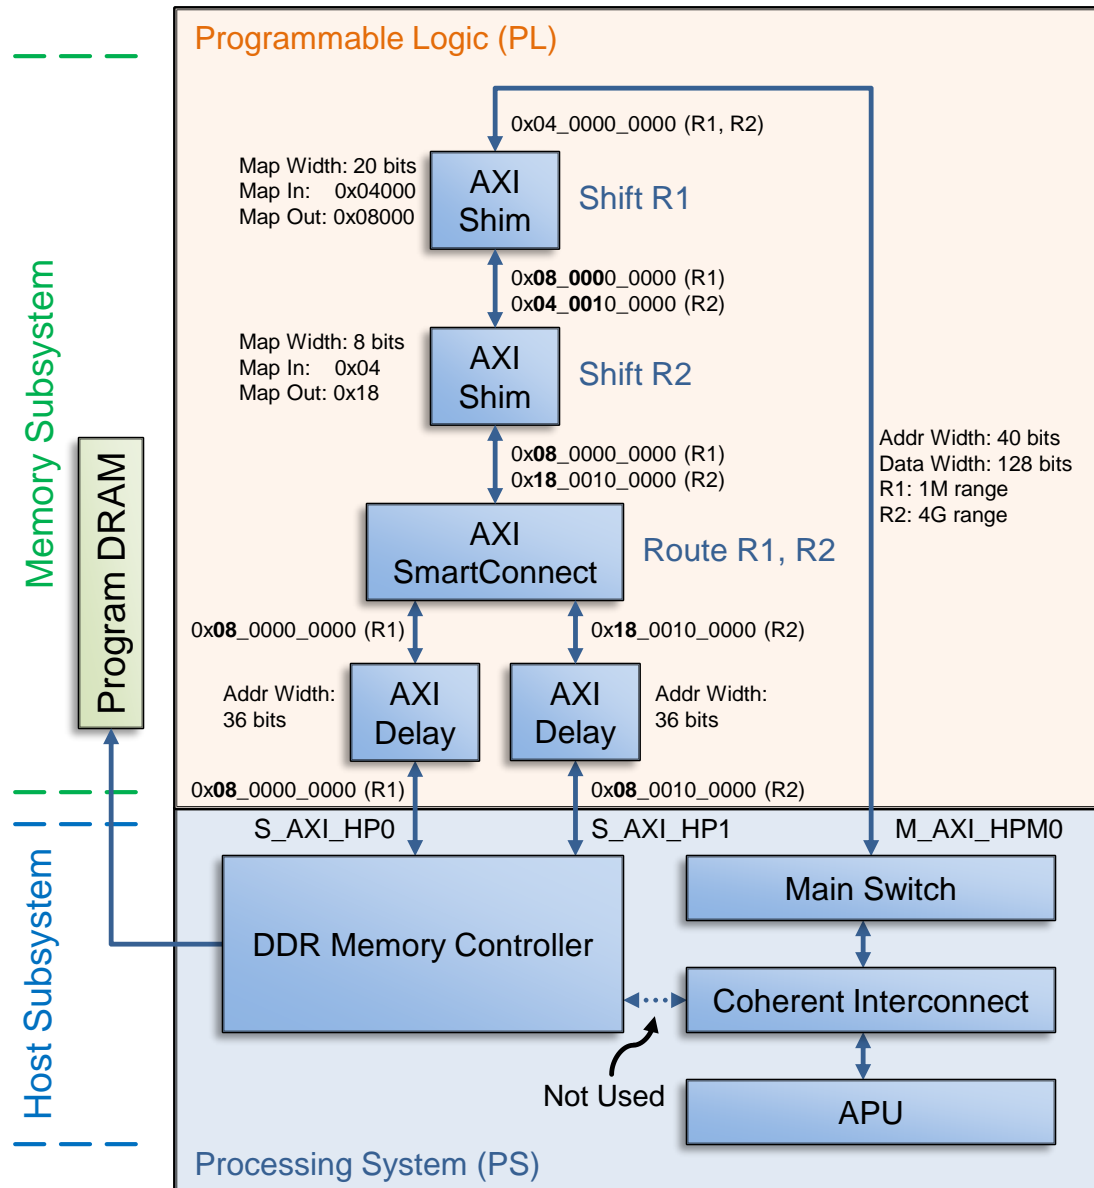 Programmable Logic (PL)
0x04_0000_0000 (R1, R2)
Map Width: 20 bits
Map In: 0x04000
Map Out: 0x08000
AXI
Shim
Shift R1
0x08_0000_0000 (R1)
0x04_0010_0000 (R2)
Map Width: 8 bits
Map In: 0x04
Map Out: 0x18
AXI
Shim
Shift R2
0x08_0000_0000 (R1)
0x18_0010_0000 (R2)
Addr Width: 40 bits
Data Width: 128 bits
R1: 1M range
R2: 4G range
AXI
SmartConnect
Route R1, R2
0x08_0000_0000 (R1)
0x18_0010_0000 (R2)
Addr Width:
36 bits
AXI
Delay
AXI
Delay
Addr Width:
36 bits
0x08_0000_0000 (R1)
0x08_0010_0000 (R2)
Memory Subsystem
Program DRAM
Host Subsystem
S_AXI_HP0
S_AXI_HP1
M_AXI_HPM0
DDR Memory Controller
Main Switch
Coherent Interconnect
Not Used
APU
Processing System (PS)